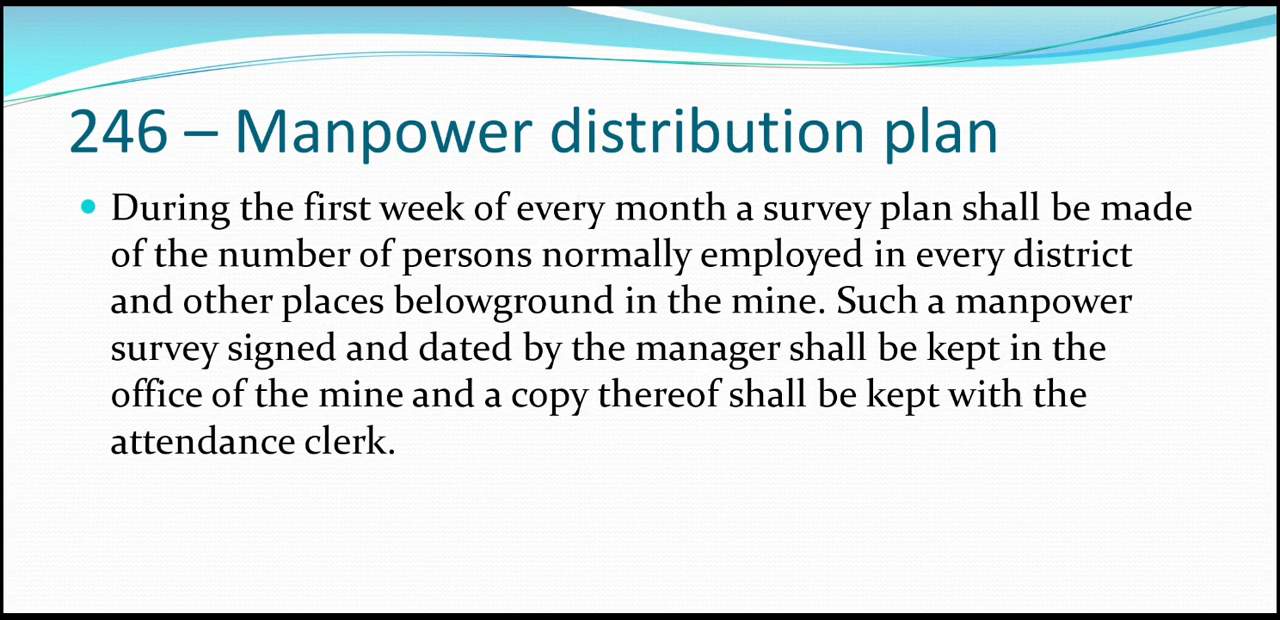 246 – Manpower distribution plan
• During the first week of every month a survey plan shall be made
of the number of persons normally employed in every district
and other places belowground in the mine. Such a manpower
survey signed and dated by the manager shall be kept in the
office of the mine and a copy thereof shall be kept with the
attendance clerk.